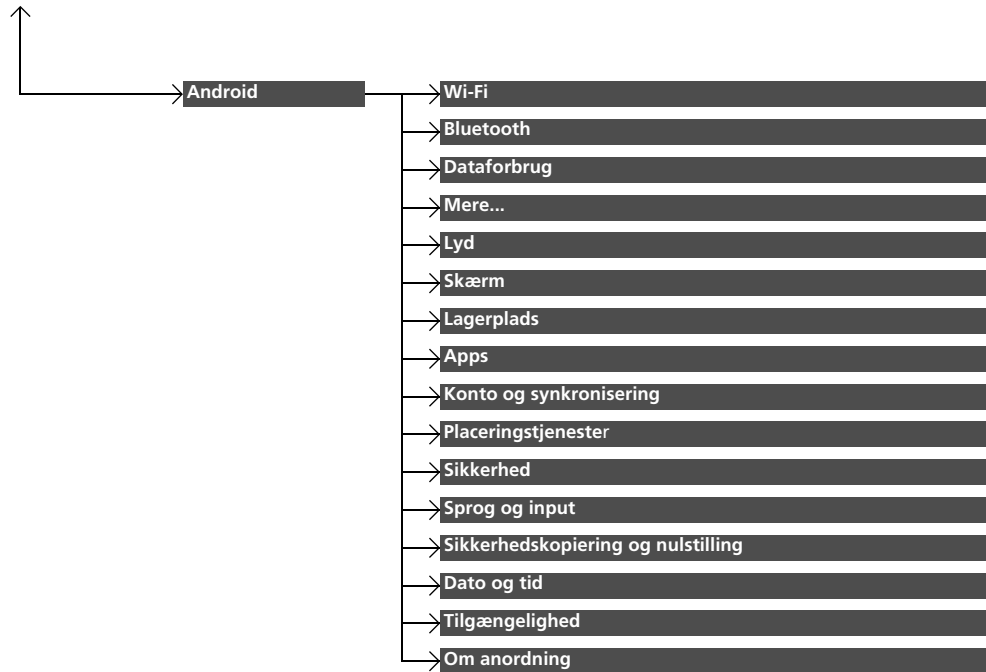 Android
Wi-Fi
Bluetooth
Dataforbrug
Mere...
Lyd
Skærm
Lagerplads
Apps
Konto og synkronisering
Placeringstjenester
Sikkerhed
Sprog og input
Sikkerhedskopiering og nulstilling
Dato og tid
Tilgængelighed
Om anordning